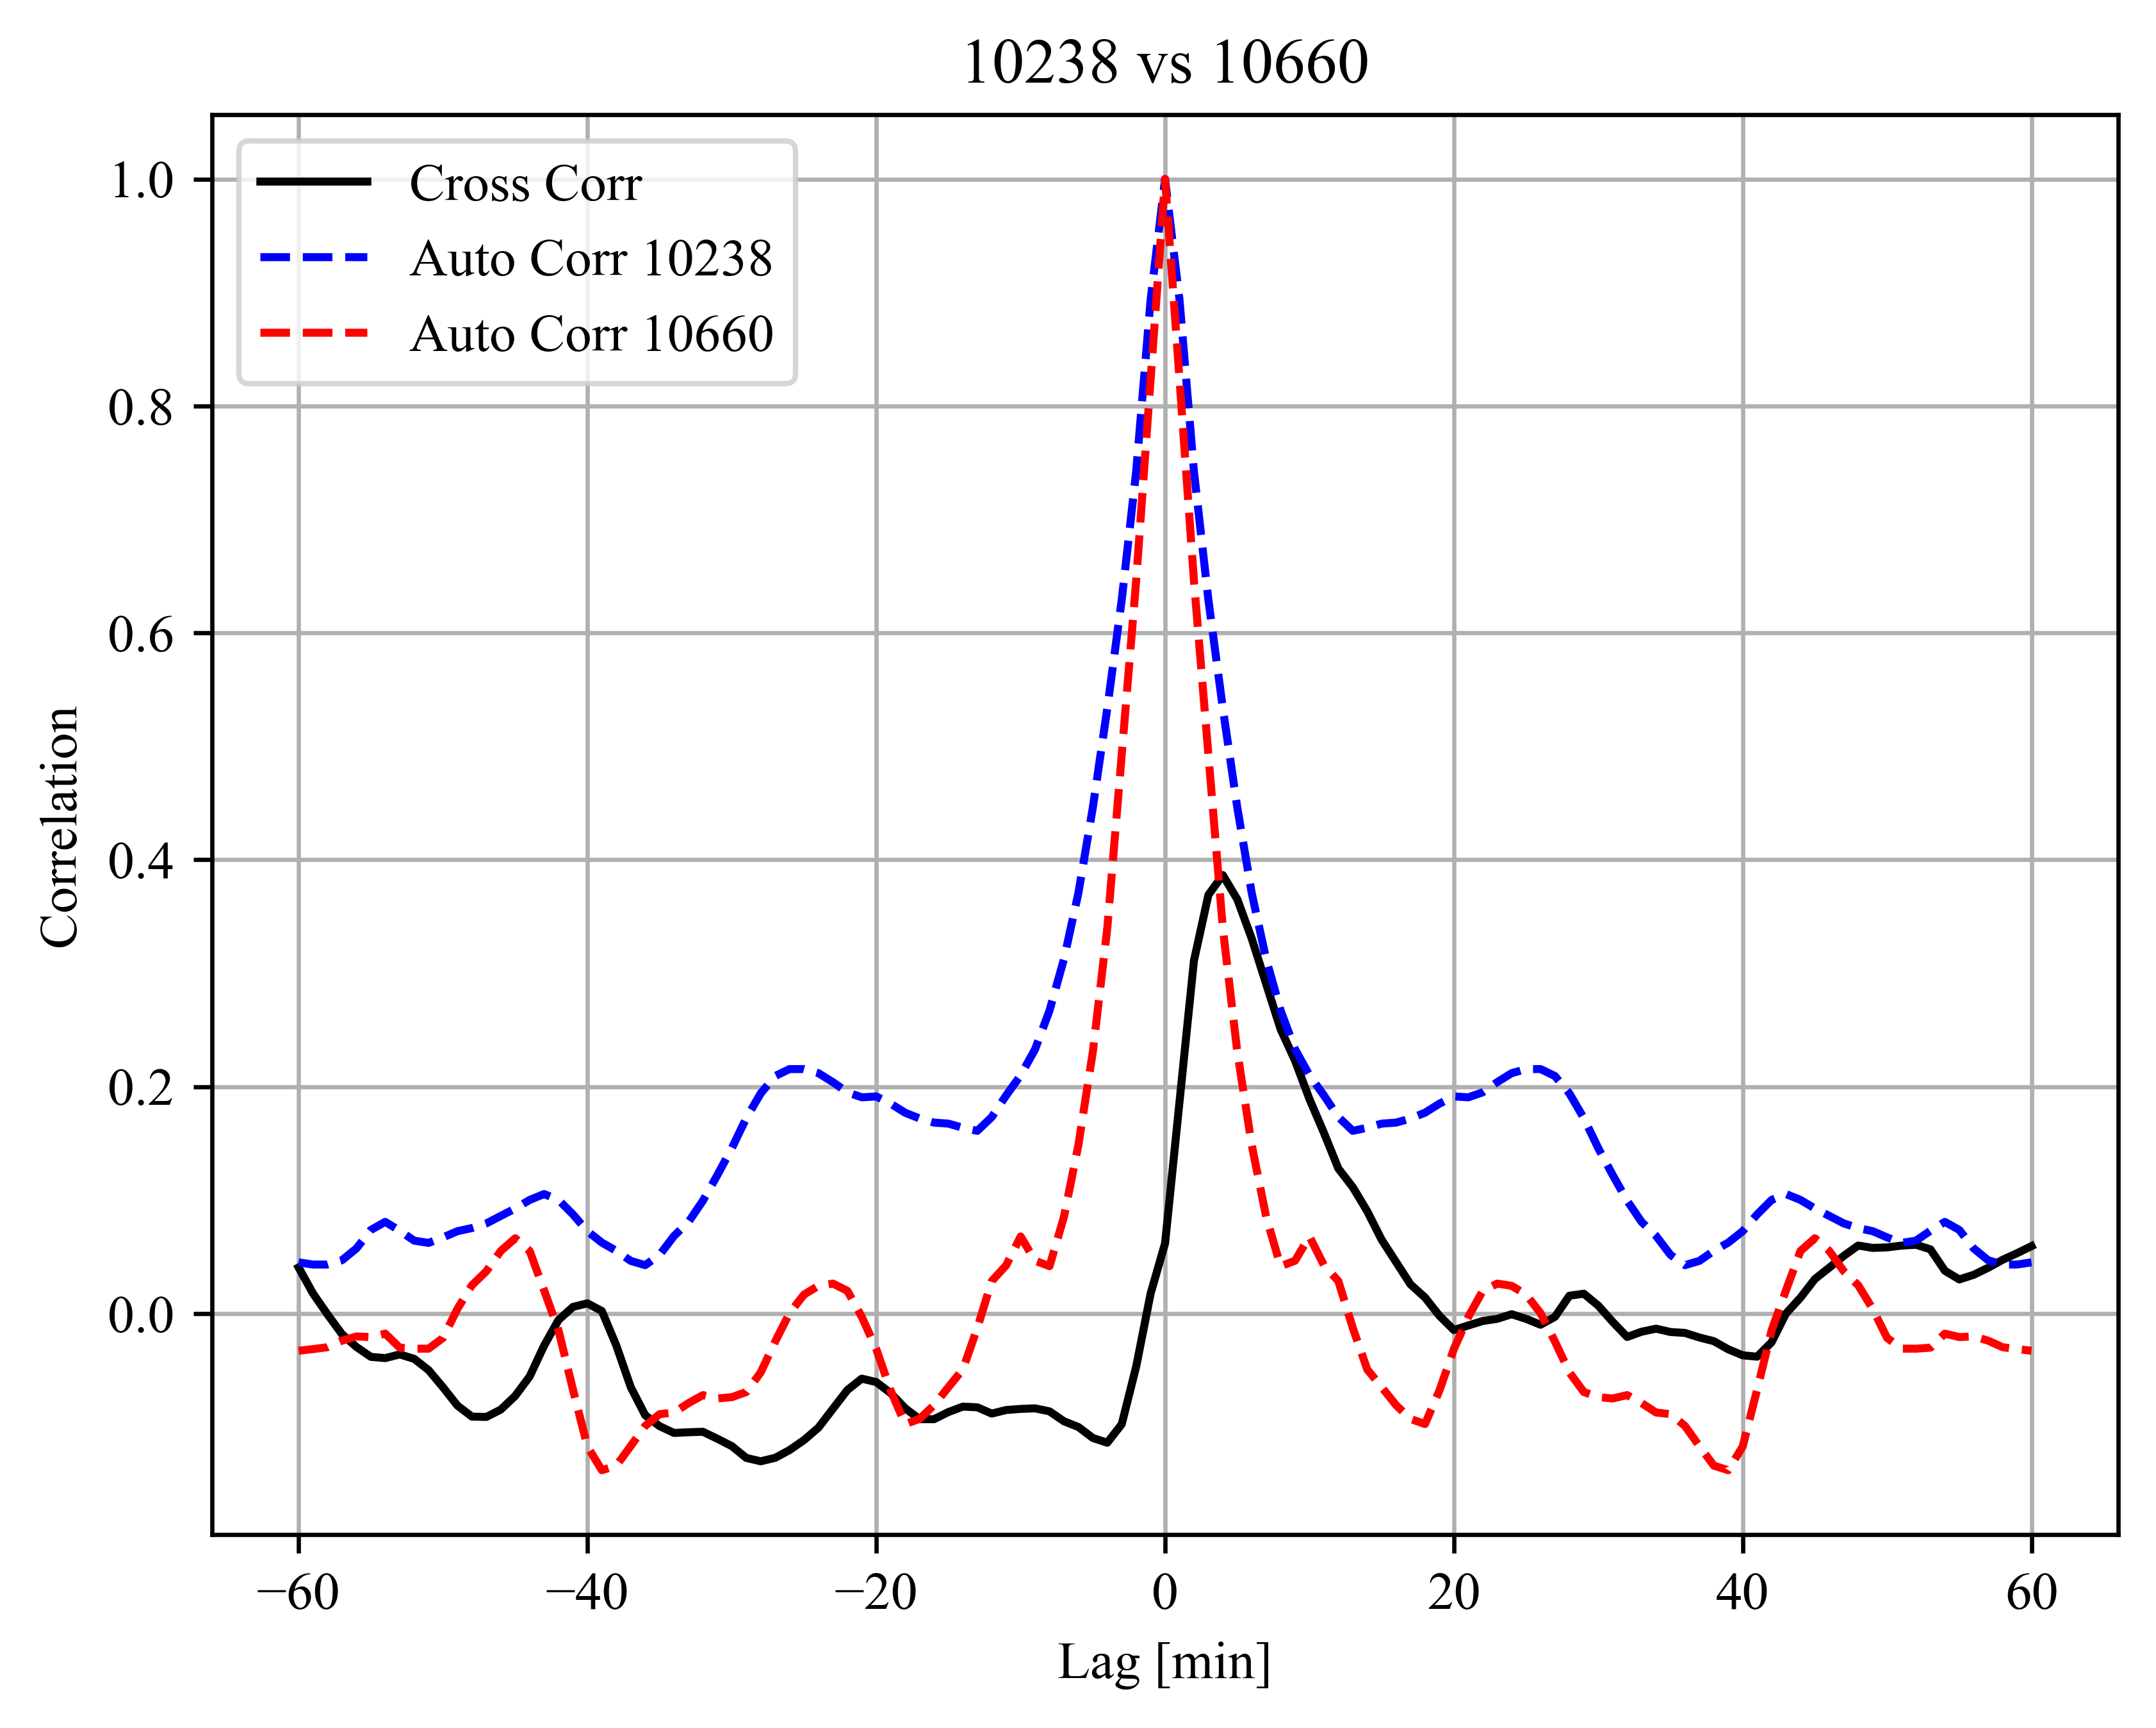 10238 vs 10660
Cross Corr
Auto Corr 10238
Auto Corr 10660
1.0
0.8
0.6
0.4
0.2
0.0
Correlation
−60
−40
−20
0
20
40
60
Lag [min]